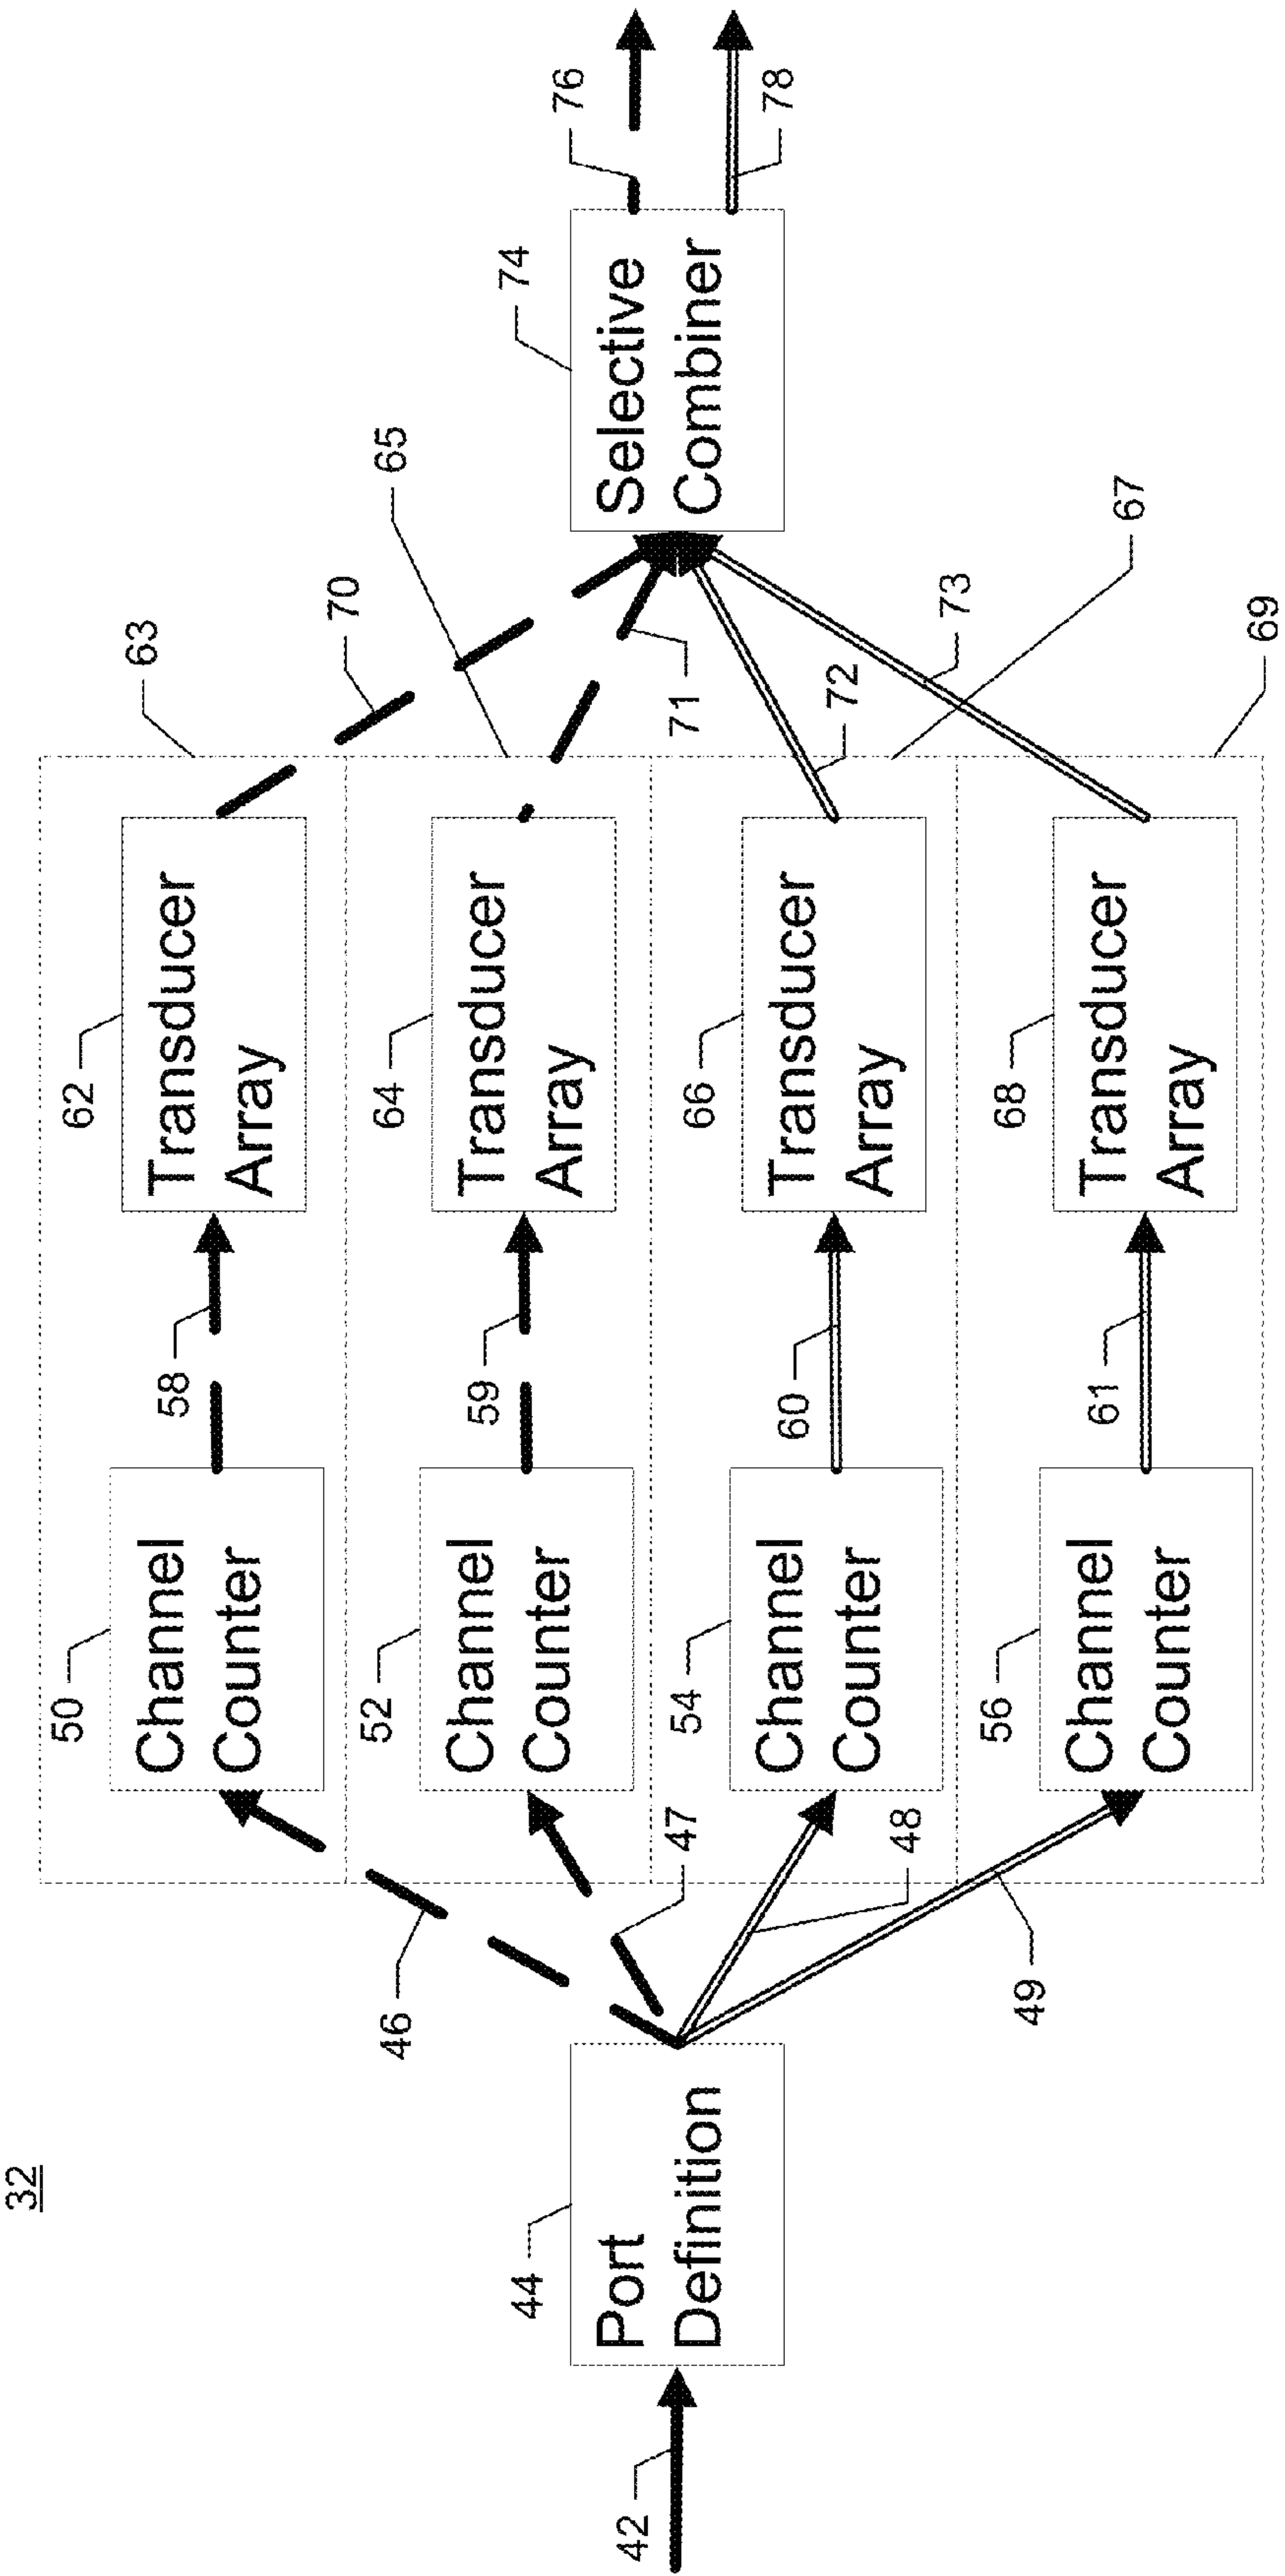 32
42
44
Port
Definition
46
47
48
49
50
Channel
Counter
52
Channel
Counter
54
Channel
Counter
56
Channel
Counter
58
59
60
61
62
Transducer
Array
64
Transducer
Array
66
Transducer
Array
68
Transducer
Array
63
65
67
69
70
71
72
73
74
Selective
Combiner
76
78